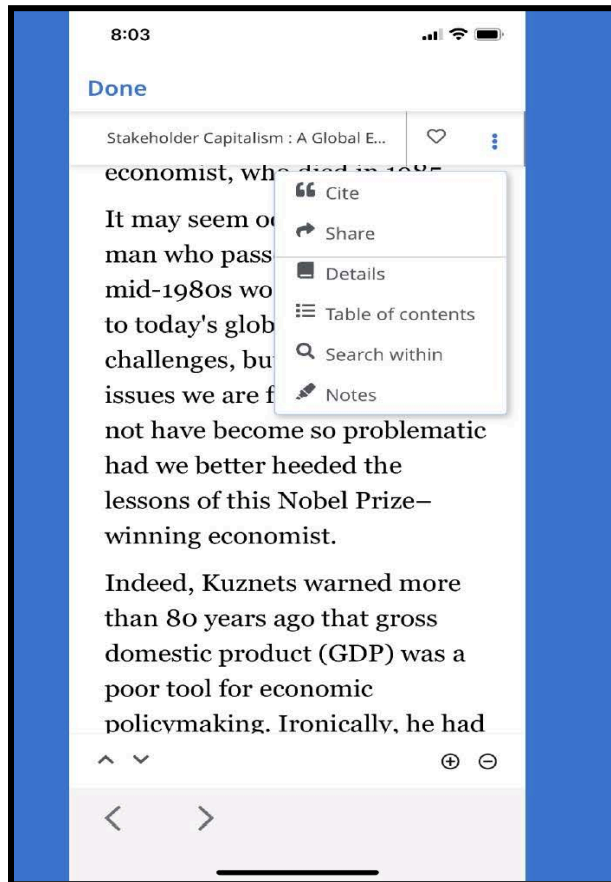 8:03
Done
Stakeholder Capitalism : A Global E...
economist, who died in 1985.
It may seem
man who pass
mid-1980s wo
to today's glob
challenges, bu
issues we are f
not have become so problematic
had we better heeded the
lessons of this Nobel Prize–
winning economist.
Indeed, Kuznets warned more
than 80 years ago that gross
domestic product (GDP) was a
poor tool for economic
policymaking. Ironically, he had
Cite
Share
Details
Table of contents
Search within
Notes